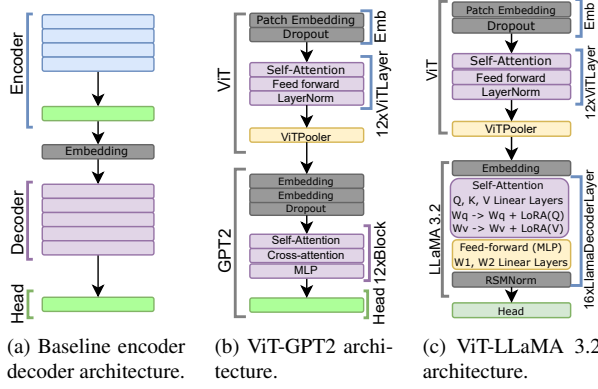 Encoder
Embedding
Decoder
Head
(a) Baseline encoder
decoder architecture.
ViT
Patch Embedding
Dropout
Emb
Self-Attention
Feed forward
LayerNorm
12xViTLayer
ViTPooler
GPT2
Embedding
Embedding
Dropout
Self-Attention
Cross-attention
MLP
12xBlock
Head
(b) ViT-GPT2 archi-
tecture.
ViT
Patch Embedding
Dropout
Emb
Self-Attention
Feed forward
LayerNorm
12xViTLayer
ViTPooler
LLaMA 3.2
Embedding
Self-Attention
Q, K, V Linear Layers
Wq -> Wq + LoRA(Q)
Wv -> Wv + LoRA(V)
Feed-forward (MLP)
W1, W2 Linear Layers
RSMNorm
16xLlamaDecoderLayer
Head
(c) ViT-LLaMA 3.2
architecture.